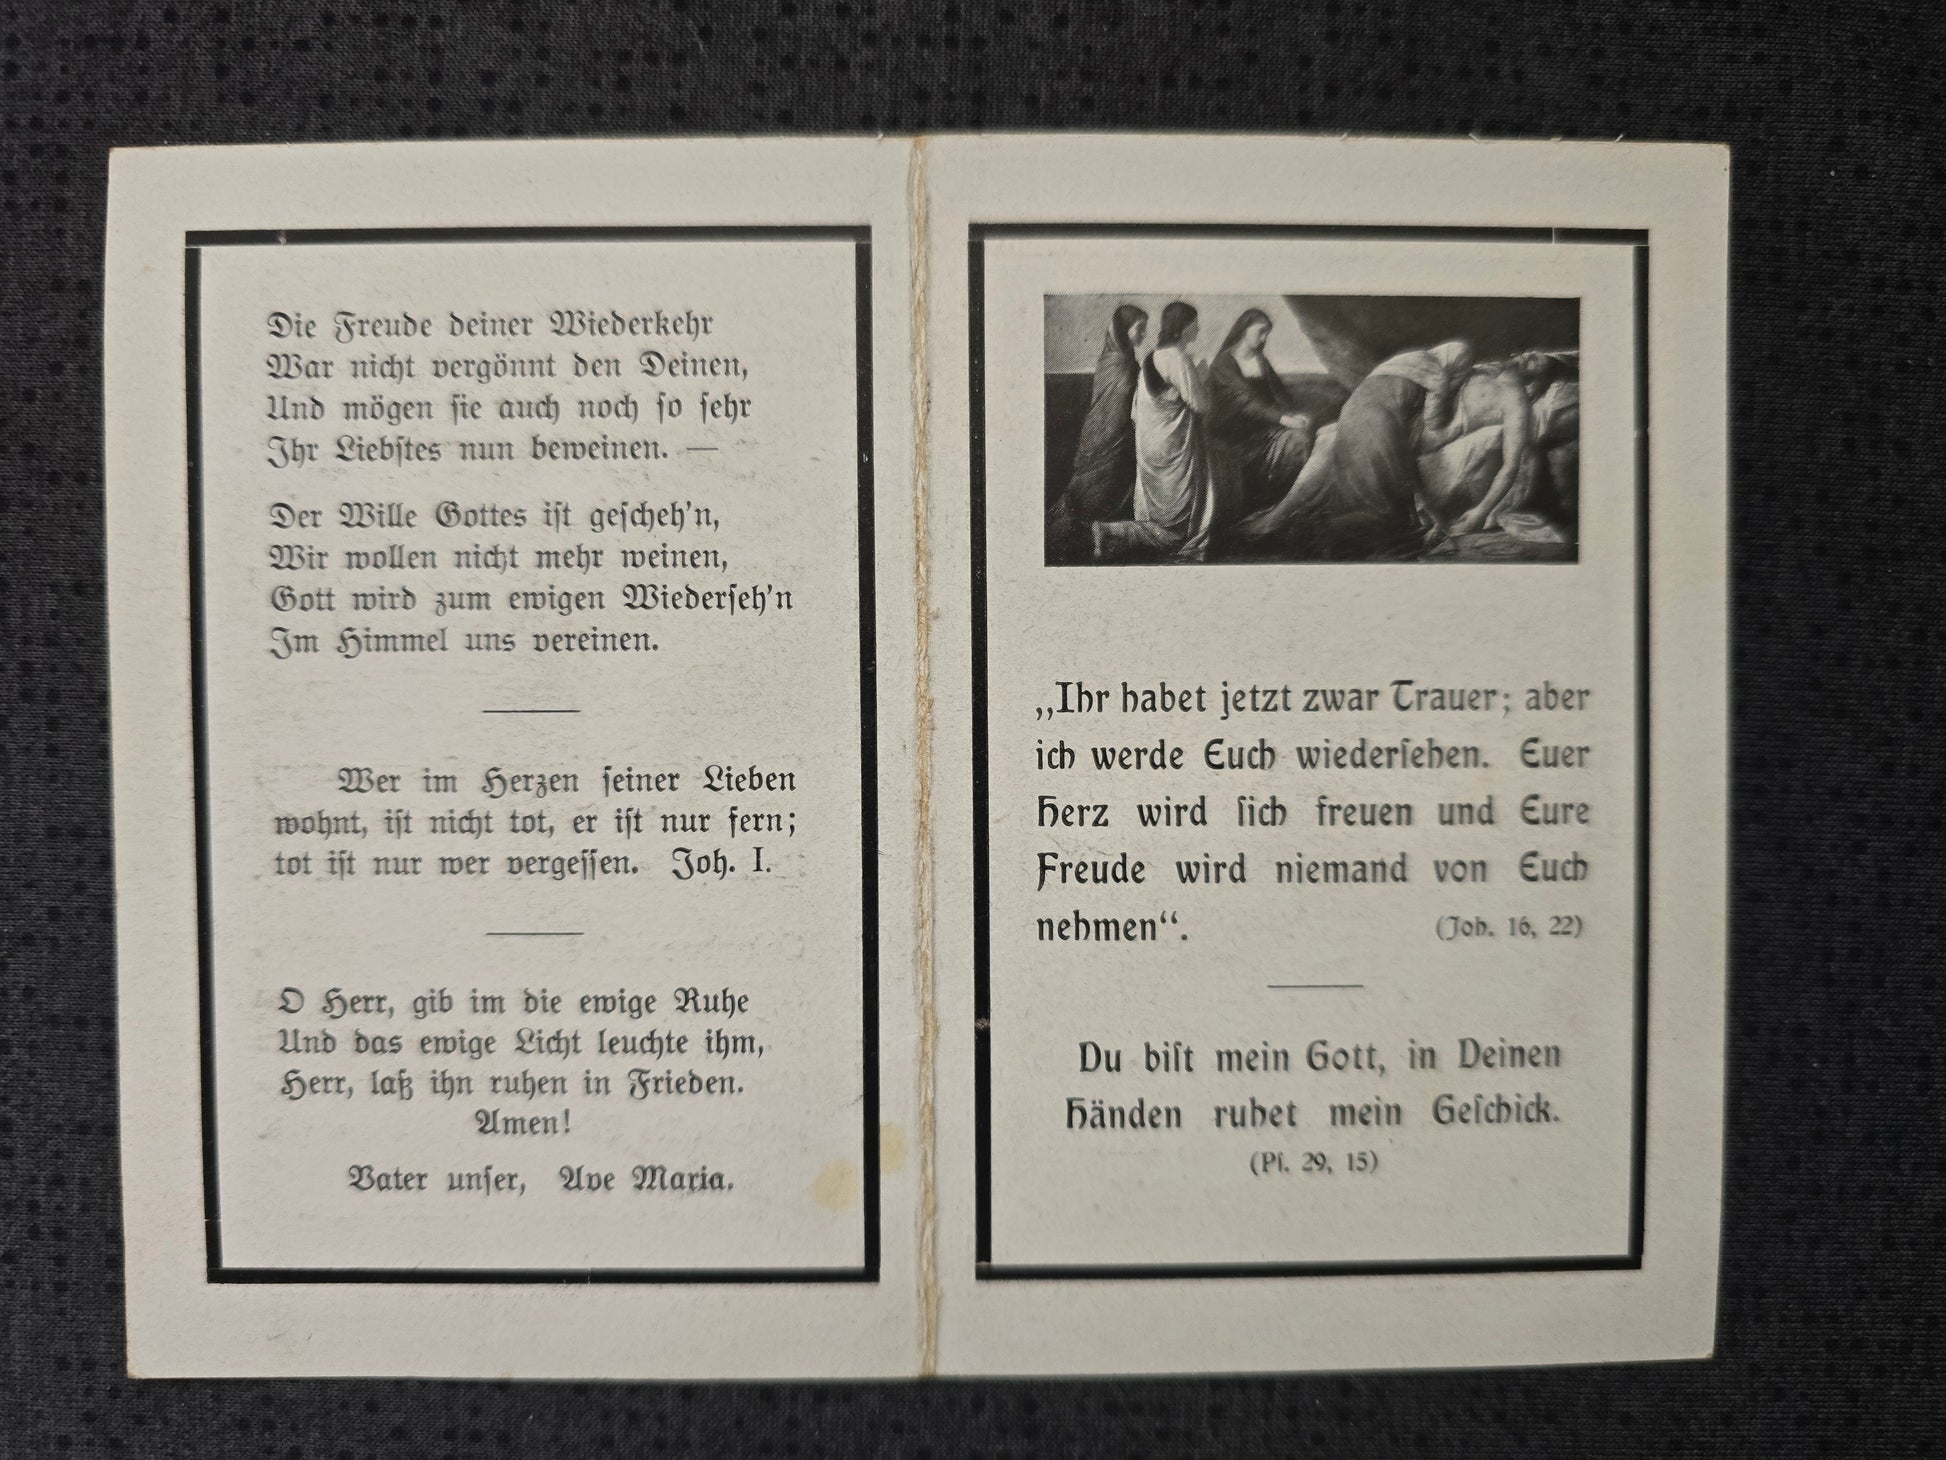 Die Freude deiner Wiederkehr
War nicht vergönnt den Deinen,
Und mögen sie auch noch so sehr
Ihr Liebstes nun beweinen. —
Der Wille Gottes ist gescheh'n,
Wir wollen nicht mehr weinen,
Gott wird zum ewigen Wiederseh'n
Im Himmel uns vereinen.
Wer im Herzen seiner Lieben
wohnt, ist nicht tot, er ist nur fern;
tot ist nur wer vergessen. Joh. I.
O Herr, gib im die ewige Ruhe
Und das ewige Licht leuchte ihm,
Herr, laß ihn ruhen in Frieden.
Amen!
Vater unser, Ave Maria.
„Ihr habet jetzt zwar Trauer; aber
ich werde Euch wiedersehen. Euer
Herz wird sich freuen und Eure
Freude wird niemand von Euch
nehmen“. (Joh. 16, 22)
Du bist mein Gott, in Deinen
Händen ruhet mein Geschick.
(Ps. 29, 15)